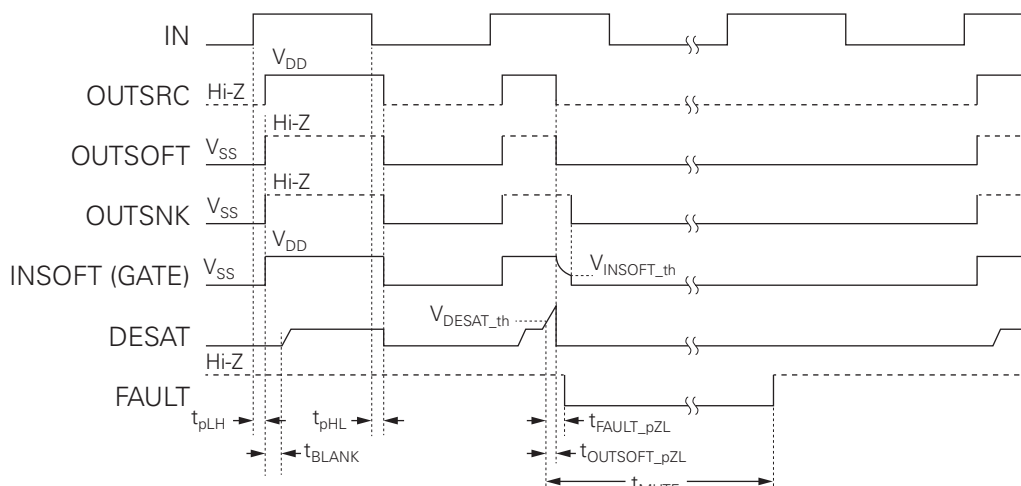 IN
V_DD
OUTSRC Hi-Z
Hi-Z
OUTSOFT V_SS
Hi-Z
OUTSNK V_SS
V_DD
INSOFT (GATE) V_SS V_INSOFT_th
DESAT V_DESAT_th
Hi-Z
FAULT
t_pLH t_pHL t_FAULT_pZL
t_BLANK t_OUTSOFT_pZL